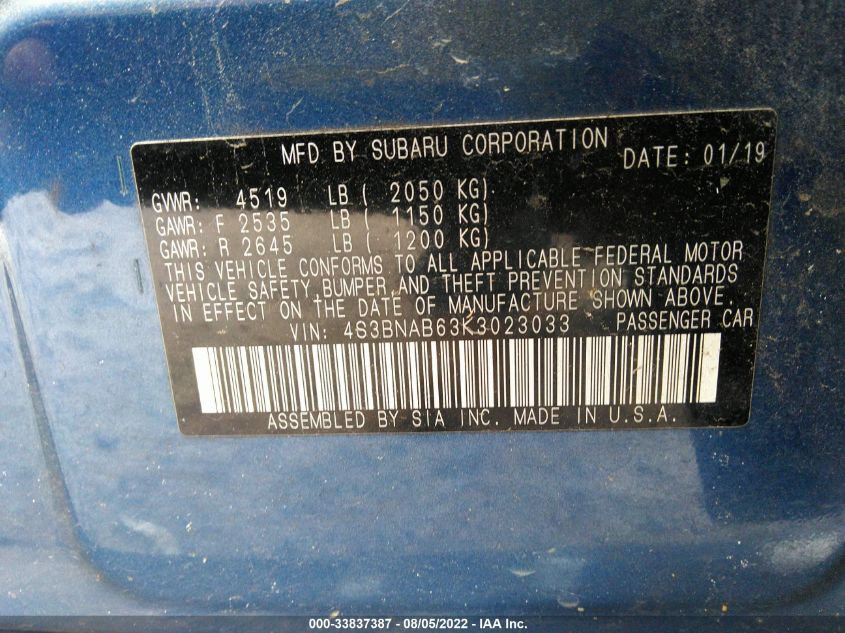 MFD BY SUBARU CORPORATION DATE: 01/19
GVWR: 4519 LB ( 2050 KG)
GAWR: F 2535 LB ( 1150 KG)
GAWR: R 2645 LB ( 1200 KG)
THIS VEHICLE CONFORMS TO ALL APPLICABLE FEDERAL MOTOR
VEHICLE SAFETY, BUMPER, AND THEFT PREVENTION STANDARDS
IN EFFECT ON THE DATE OF MANUFACTURE SHOWN ABOVE.
VIN: 4S3BNAB63K3023033 PASSENGER CAR
ASSEMBLED BY SIA INC. MADE IN U.S.A.
000-33837387 - 08/05/2022 - IAA Inc.